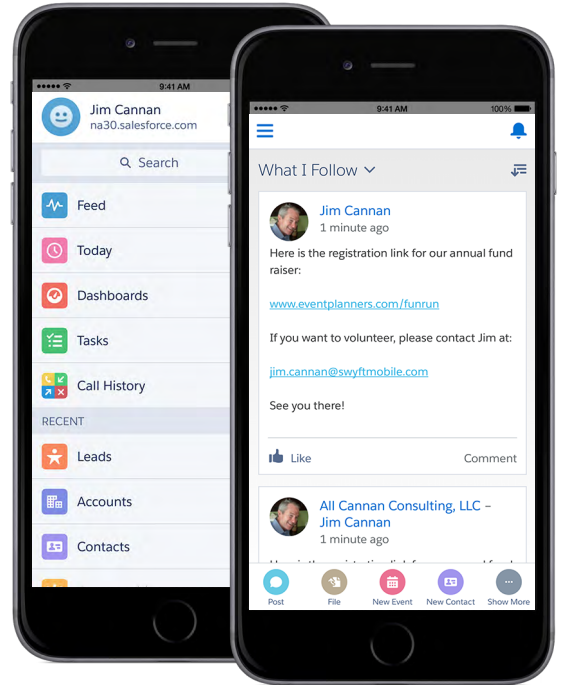 9:41 AM
Jim Cannan
na30.salesforce.com
Search
Feed
Today
Dashboards
Tasks
Call History
RECENT
Leads
Accounts
Contacts
9:41 AM 100%
What I Follow
Jim Cannan
1 minute ago
Here is the registration link for our annual fund
raiser:
www.eventplanners.com/funrun
If you want to volunteer, please contact Jim at:
jim.cannan@swyftmobile.com
See you there!
Like Comment
All Cannan Consulting, LLC –
Jim Cannan
1 minute ago
Post File New Event New Contact Show More